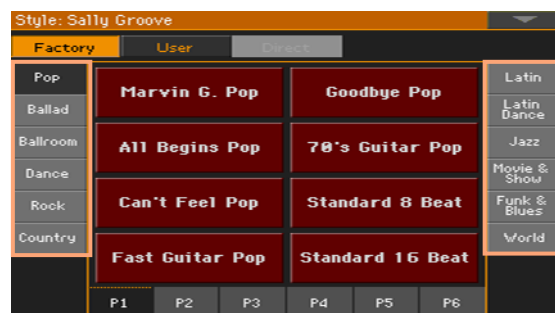 Style: Sally Groove
Factory
User
Direct
Pop
Ballad
Ballroom
Dance
Rock
Country
Marvin G. Pop
Goodbye Pop
All Begins Pop
70's Guitar Pop
Can't Feel Pop
Standard 8 Beat
Fast Guitar Pop
Standard 16 Beat
Latin
Latin
Dance
Jazz
Movie &
Show
Funk &
Blues
World
P1
P2
P3
P4
P5
P6